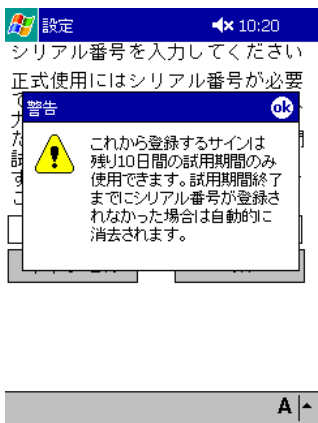 設定
10:20
シリアル番号を入力してください
正式使用にはシリアル番号が必要
警告
ok
これから登録するサインは
残り10日間の試用期間のみ
使用できます。試用期間終了
までにシリアル番号が登録さ
れなかった場合は自動的に
消去されます。
A